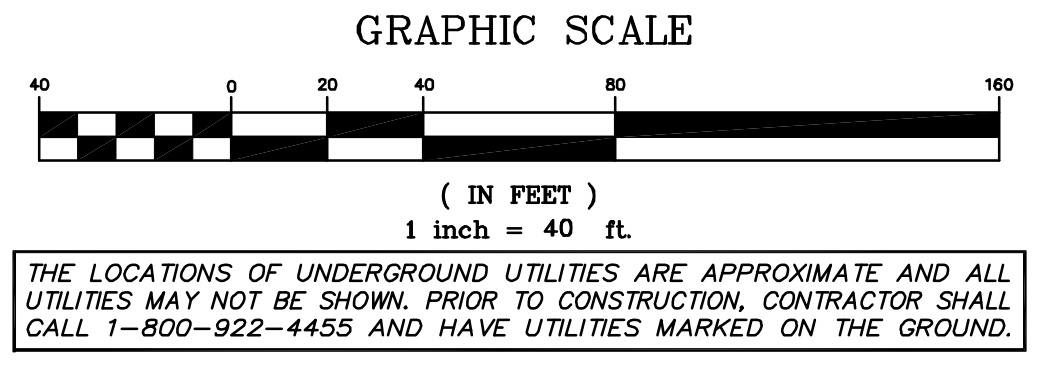 GRAPHIC SCALE
40 0 20 40 80 160
( IN FEET )
1 inch = 40 ft.
THE LOCATIONS OF UNDERGROUND UTILITIES ARE APPROXIMATE AND ALL
UTILITIES MAY NOT BE SHOWN. PRIOR TO CONSTRUCTION, CONTRACTOR SHALL
CALL 1-800-922-4455 AND HAVE UTILITIES MARKED ON THE GROUND.